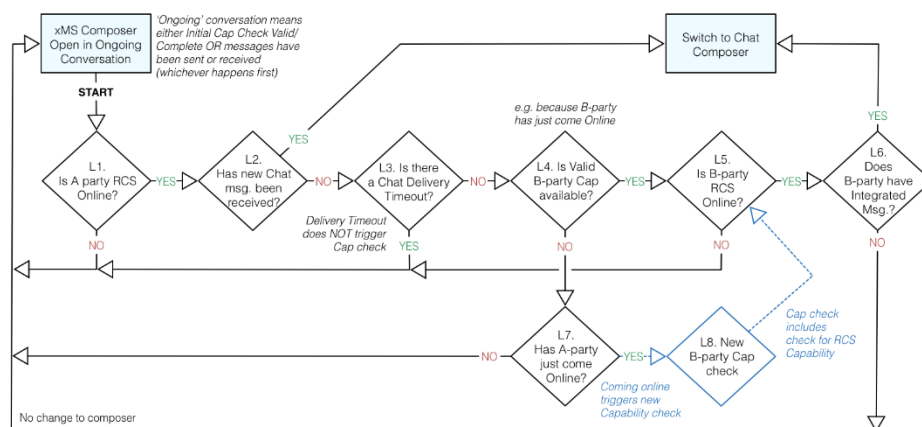 xMS Composer
Open in Ongoing
Conversation
'Ongoing' conversation means
either Initial Cap Check Valid/
Complete OR messages have
been sent or received
(whichever happens first)
Switch to Chat
Composer
START
e.g. because B-party
has just come Online
YES
YES
L1.
Is A party RCS
Online?
YES
L2.
Has new Chat
msg. been
received?
NO
L3. Is there
a Chat Delivery
Timeout?
NO
L4. Is Valid
B-party Cap
available?
YES
L5.
Is B-party
RCS
Online?
YES
L6.
Does
B-party have
Integrated
Msg.?
Delivery Timeout
does NOT trigger
Cap check
NO
YES
NO
NO
NO
L7.
Has A-party
just come
Online?
NO
YES
L8. New
B-party Cap
check
Cap check
includes
check for RCS
Capability
Coming online
triggers new
Capability check
No change to composer